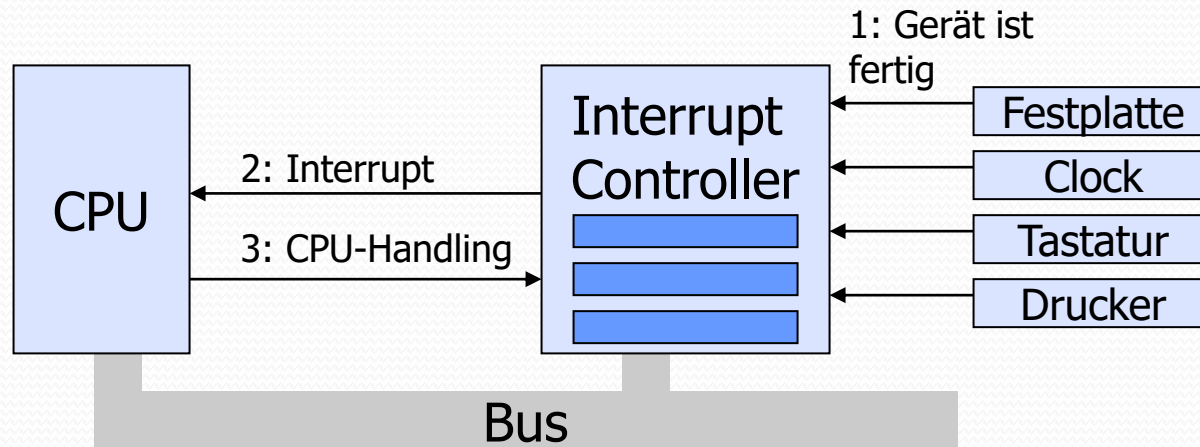 1: Gerät ist
fertig
Interrupt
Controller
Festplatte
Clock
Tastatur
Drucker
CPU
2: Interrupt
3: CPU-Handling
Bus